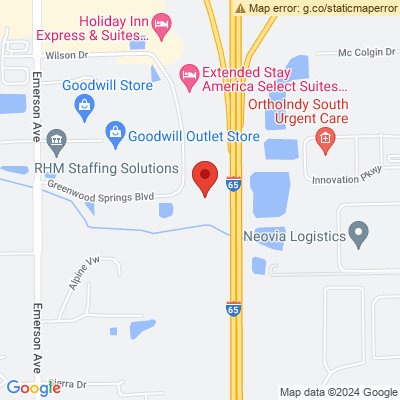 Map error: g.co/staticmaperror
Holiday Inn
Express & Suites...
Wilson Dr
Mc Colgin Dr
Emerson Ave
Extended Stay
America Select Suites...
Goodwill Store
OrthoIndy South
Urgent Care
Goodwill Outlet Store
RHM Staffing Solutions
Innovation Pkwy
Greenwood Springs Blvd
65
Neovia Logistics
Alpine Vw
65
Emerson Ave
Google
Map data ©2024 Google